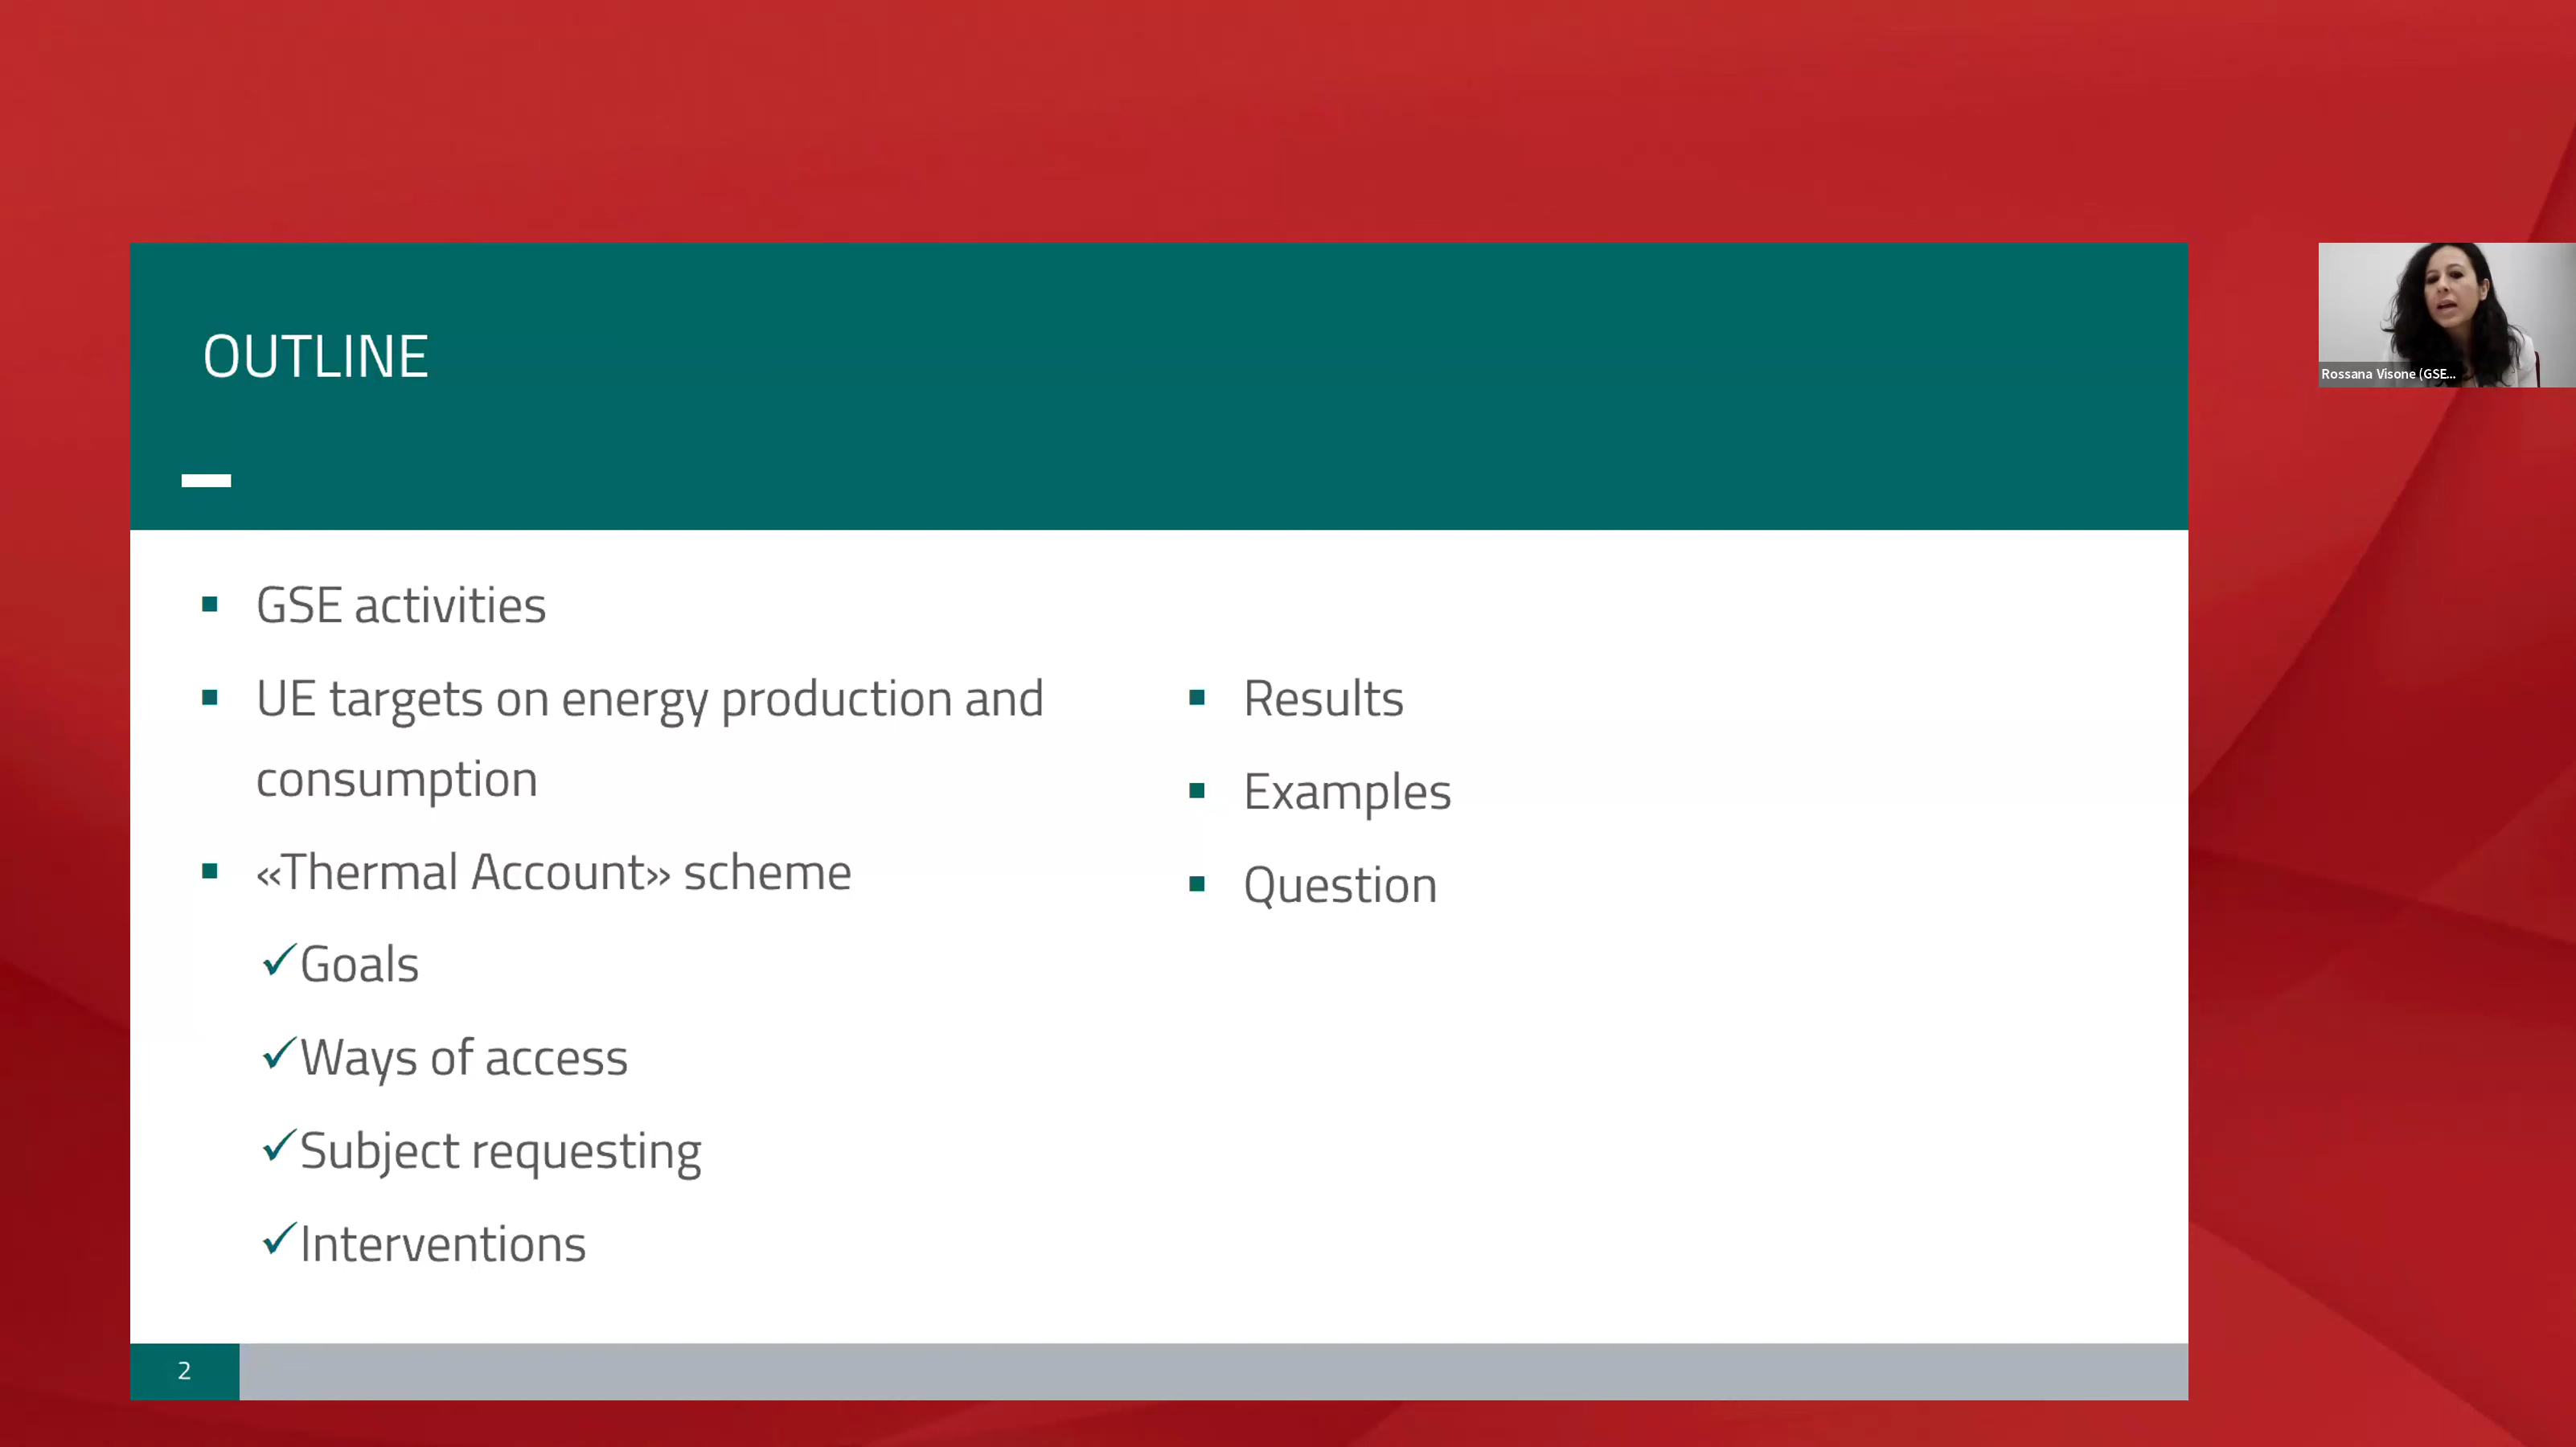 OUTLINE
GSE activities
UE targets on energy production and
consumption
«Thermal Account» scheme
Goals
Ways of access
Subject requesting
Interventions
Results
Examples
Question
2
Rossana Visone (GSE...